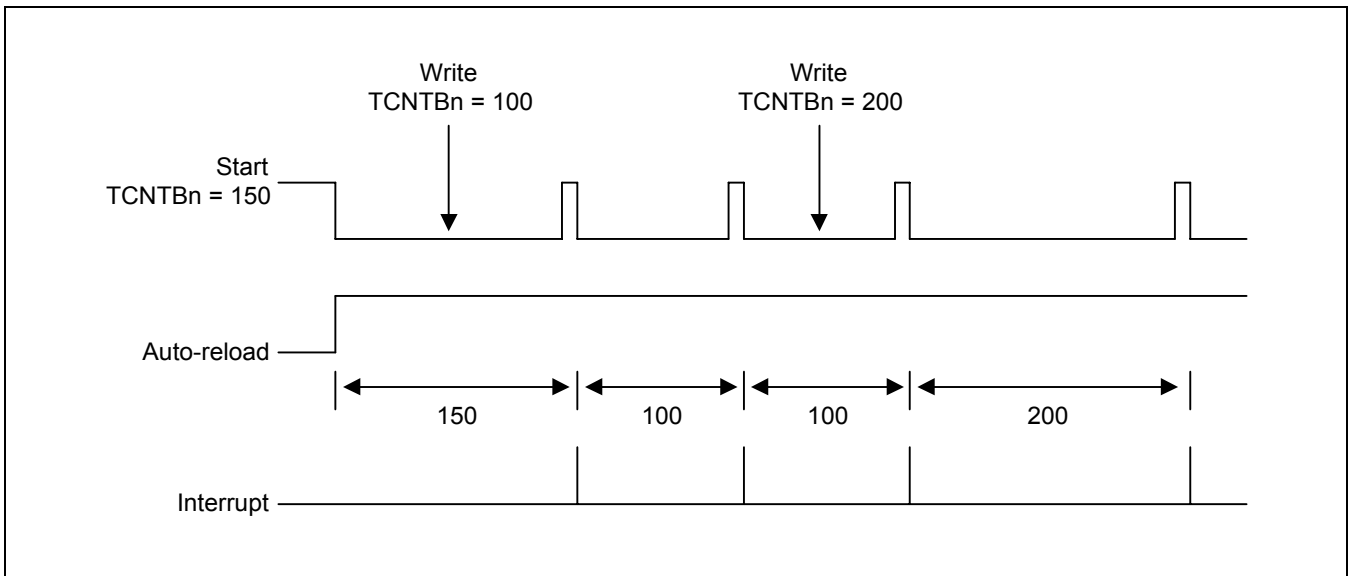 Write
TCNTBn = 100
Write
TCNTBn = 200
Start
TCNTBn = 150
Auto-reload
150
100
100
200
Interrupt